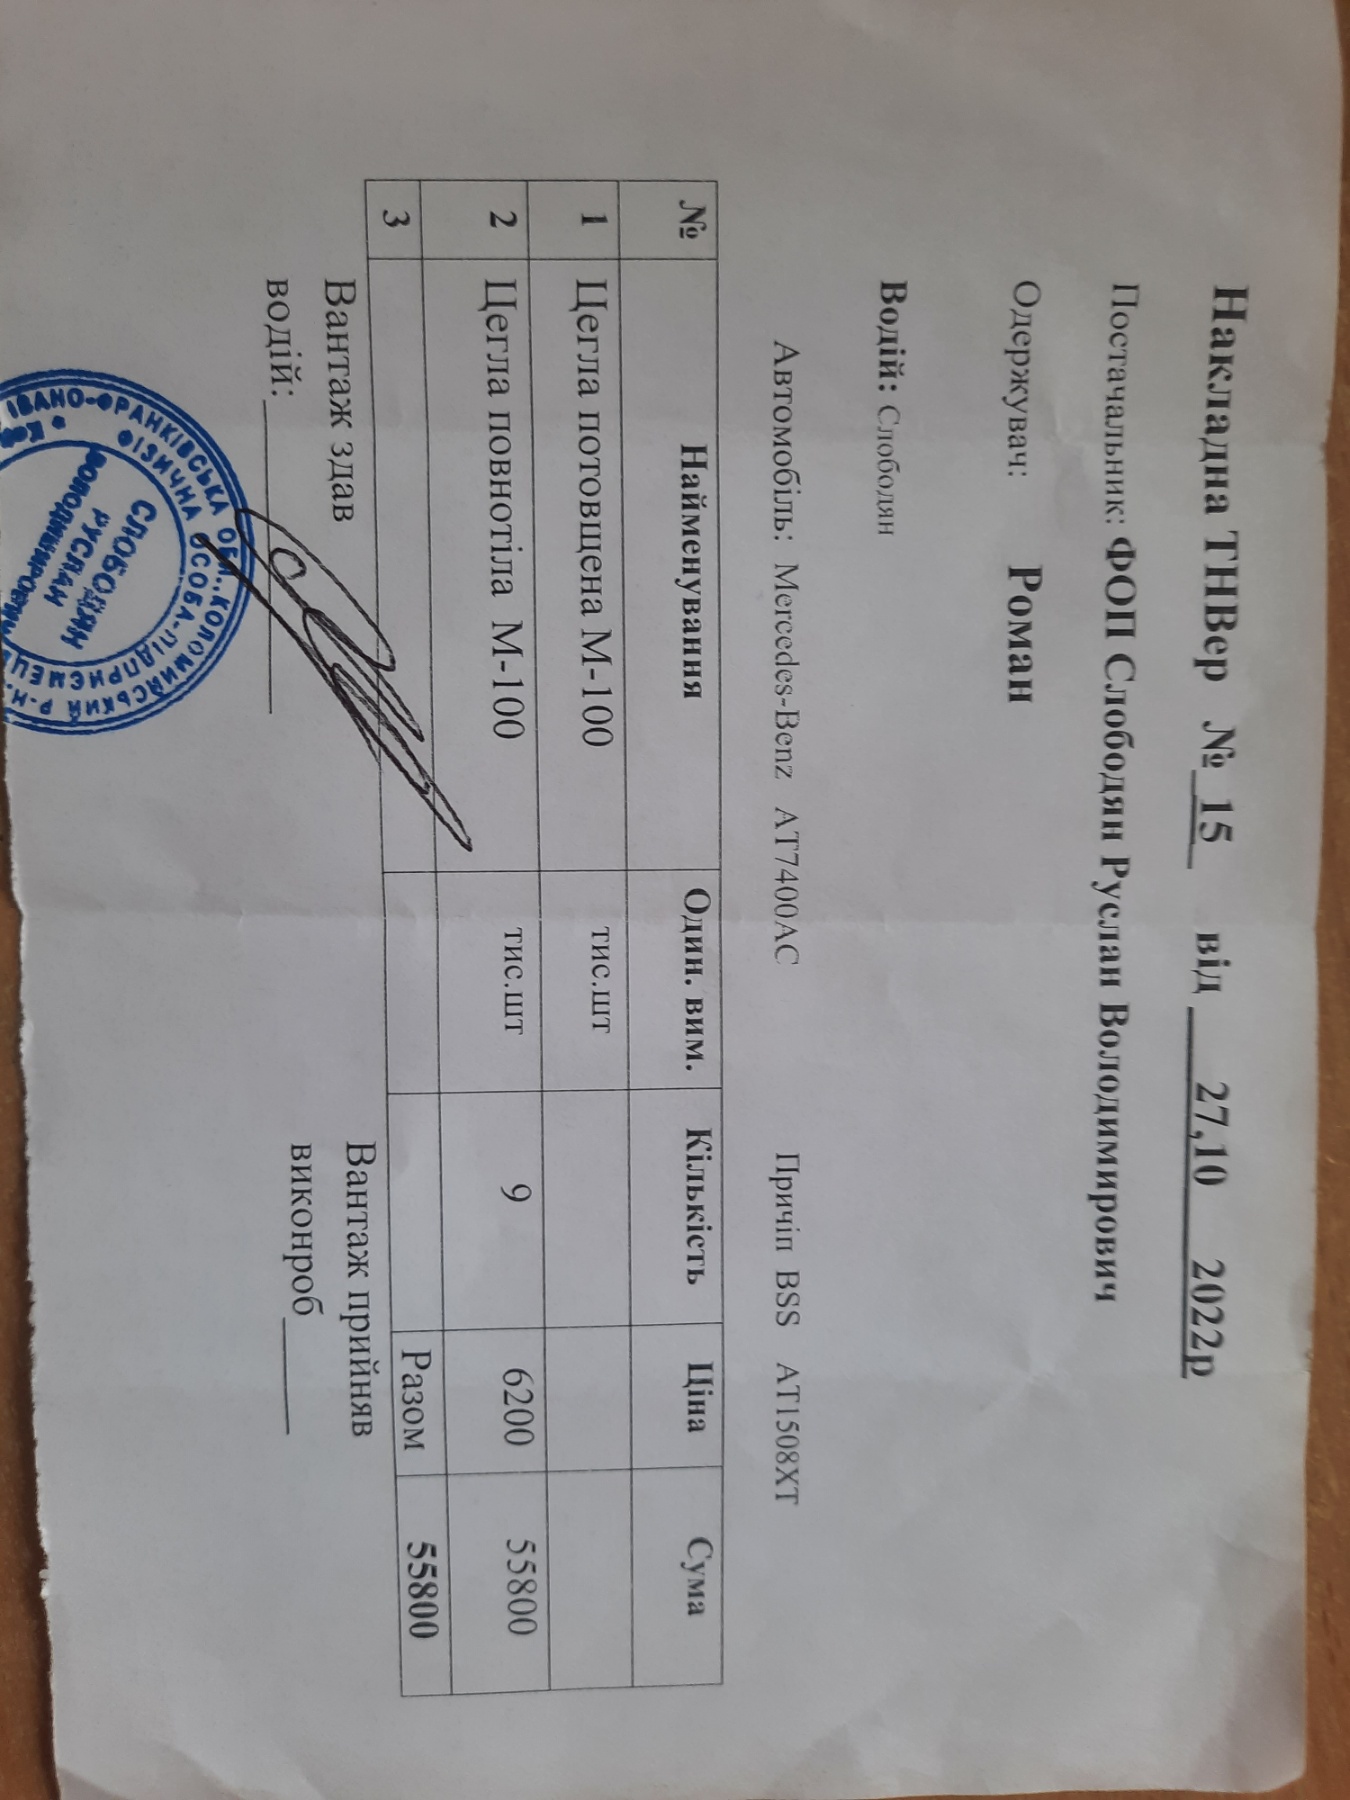 Накладна ТНВер № 15 від 27,10 2022р
Постачальник: ФОП Слободян Руслан Володимирович
Одержувач: Роман
Водій: Слободян
Автомобіль: Mercedes-Benz AT7400AC Причіп BSS AT1508XT
№ Найменування Один. вим. Кількість Ціна Сума
1 Цегла потовщена М-100 тис.шт
2 Цегла повнотіла М-100 тис.шт 9 6200 55800
3 Разом 55800
Вантаж здав Вантаж прийняв
водій: виконроб
ІВАНО-ФРАНКІВСЬКА ОБЛ., КОЛОМИЙСЬКИЙ Р-Н.
ФІЗИЧНА ОСОБА-ПІДПРИЄМЕЦЬ
СЛОБОДЯН
РУСЛАН
ВОЛОДИМИРОВИЧ